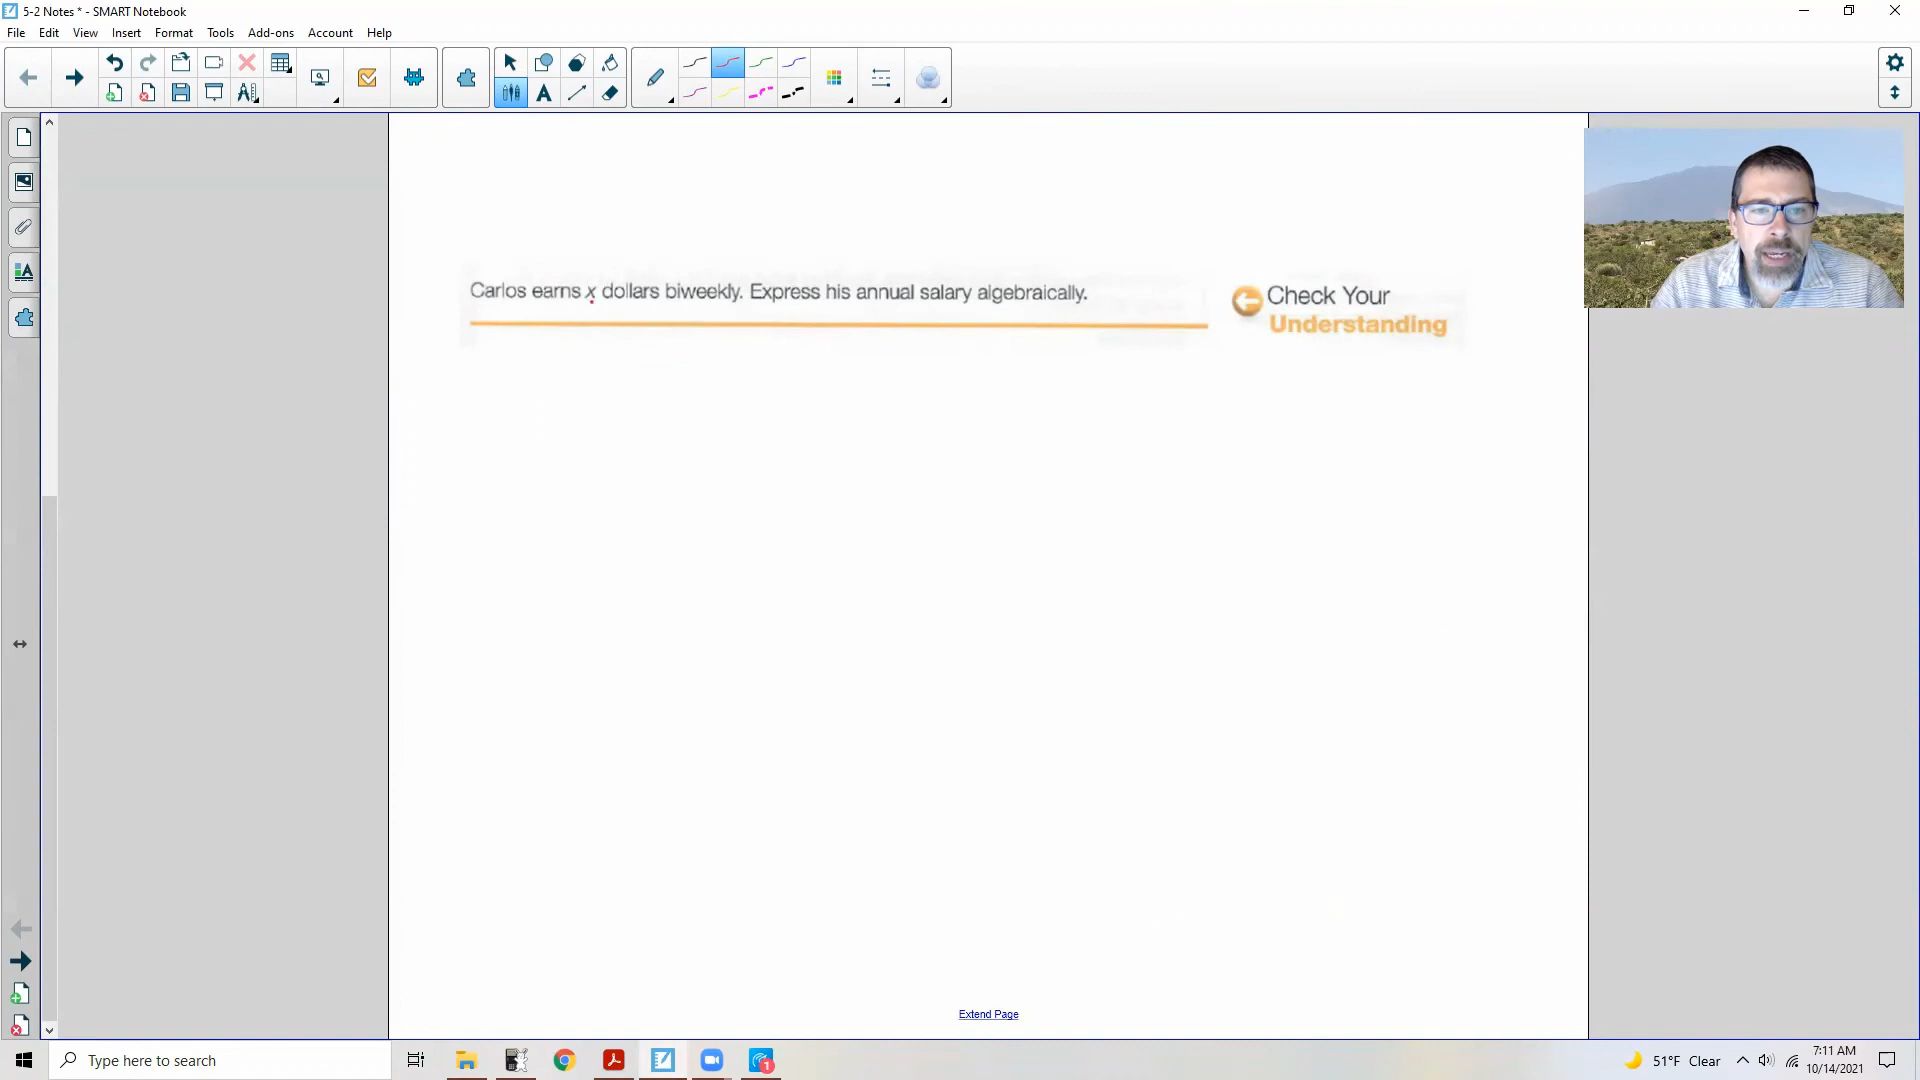 5-2 Notes * - SMART Notebook
File Edit View Insert Format Tools Add-ons Account Help
Carlos earns x dollars biweekly. Express his annual salary algebraically.
Check Your
Understanding
Extend Page
Type here to search
1
51°F Clear
7:11 AM
10/14/2021